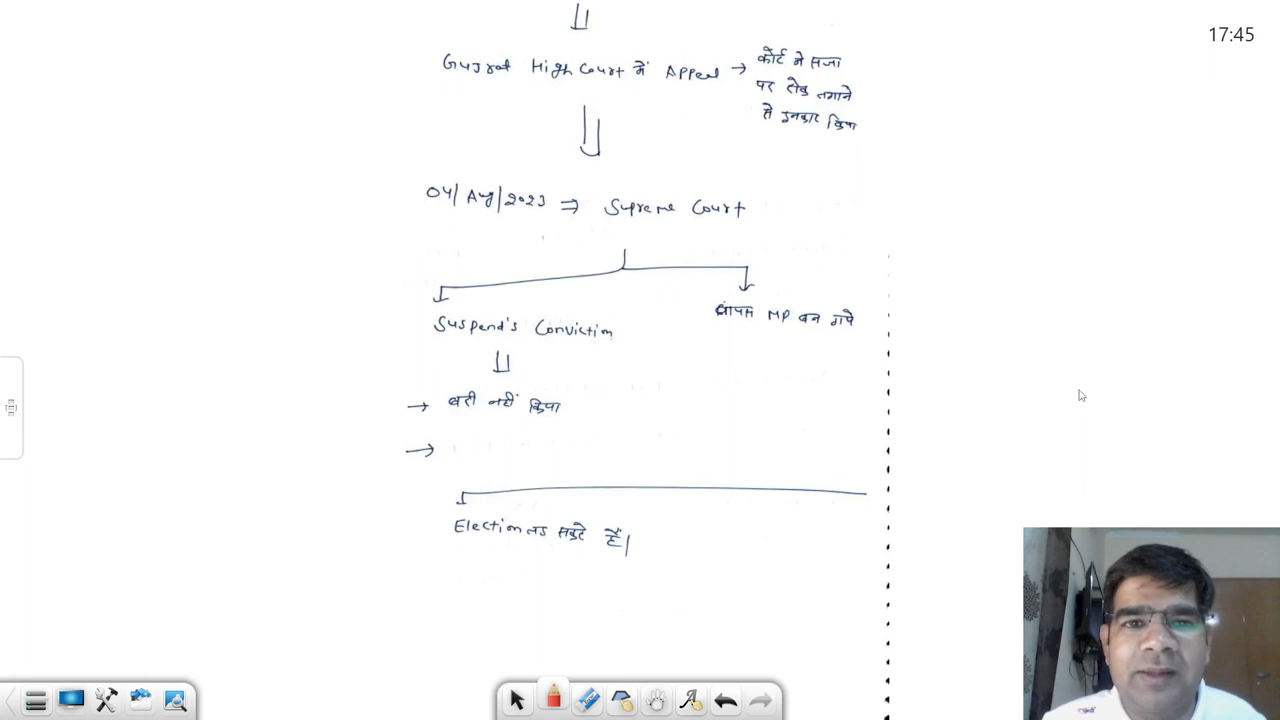 17:45
Gujrat High Court में Appeal → कोर्ट ने सजा
पर रोक लगाने
से इनकार किया
04/Aug/2023 ⇒ Supreme Court
Suspend's Conviction
वापस MP बन गये
→ बरी नहीं किया
→
Election लड़ सकते हैं|